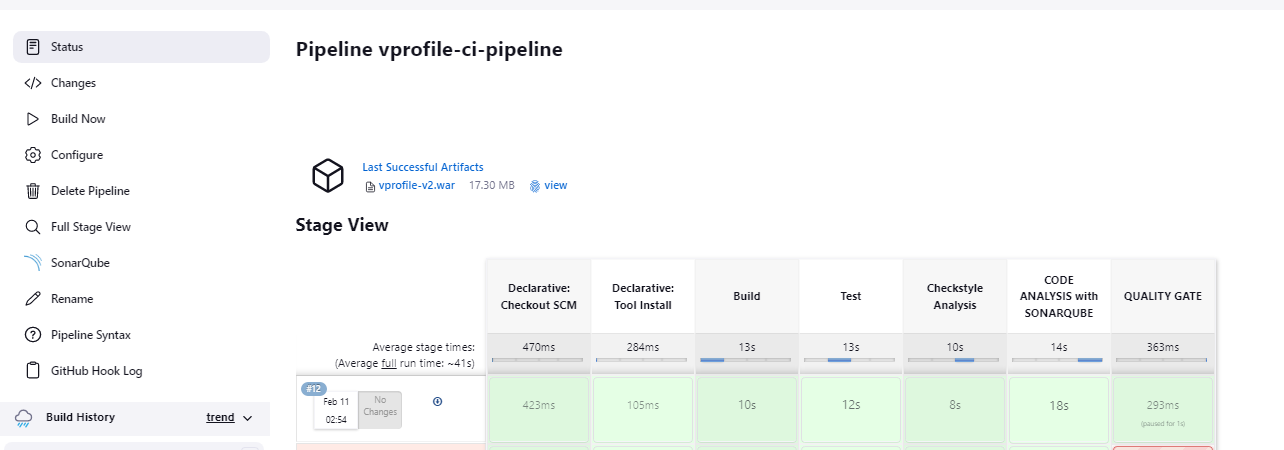 Status
Changes
Build Now
Configure
Delete Pipeline
Full Stage View
SonarQube
Rename
Pipeline Syntax
GitHub Hook Log
Build History trend
Pipeline vprofile-ci-pipeline
Last Successful Artifacts
vprofile-v2.war 17.30 MB view
Stage View
Declarative:
Checkout SCM
Declarative:
Tool Install
Build
Test
Checkstyle
Analysis
CODE
ANALYSIS with
SONARQUBE
QUALITY GATE
Average stage times:
(Average full run time: ~41s)
470ms 284ms 13s 13s 10s 14s 363ms
#12
Feb 11
02:54
No
Changes
423ms 105ms 10s 12s 8s 18s 293ms
(paused for 1s)